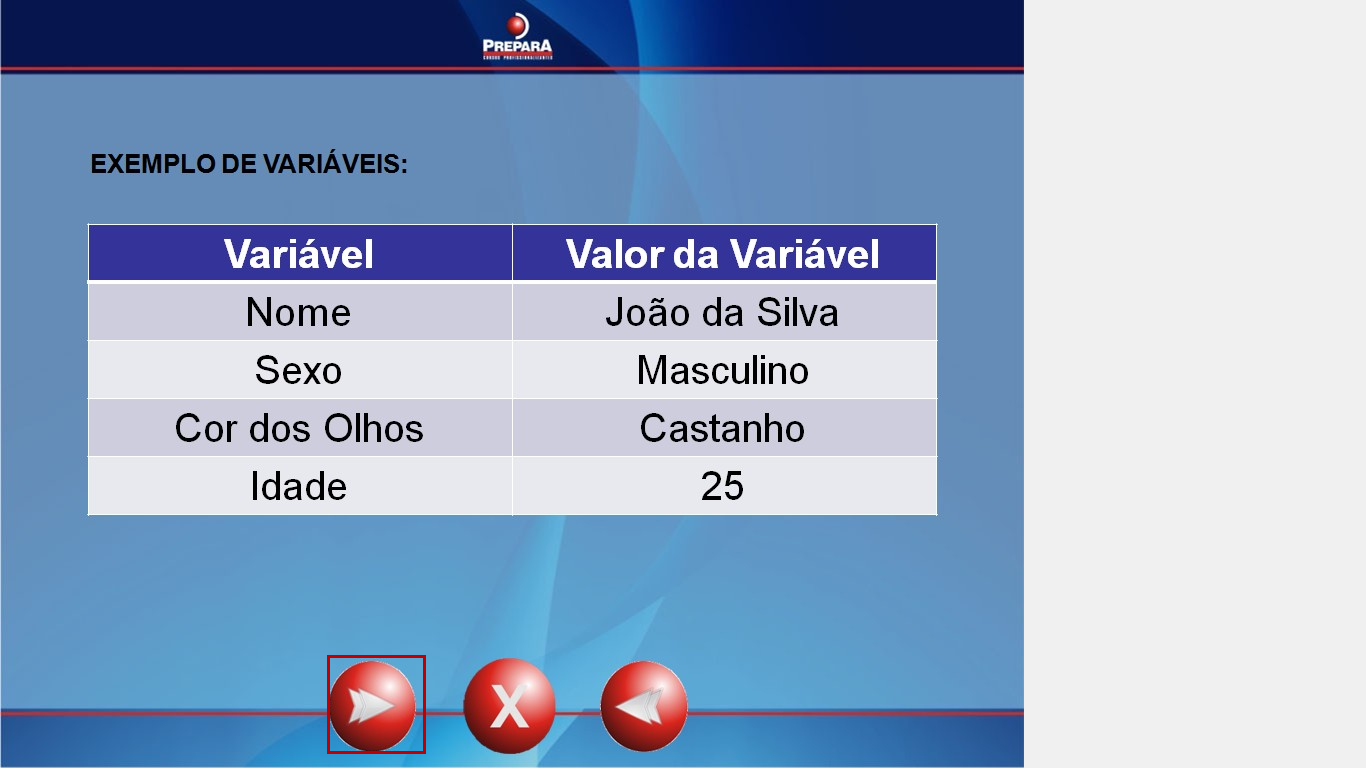 PREPARA
CURSOS PROFISSIONALIZANTES
EXEMPLO DE VARIÁVEIS:
Variável Valor da Variável
Nome João da Silva
Sexo Masculino
Cor dos Olhos Castanho
Idade 25
X